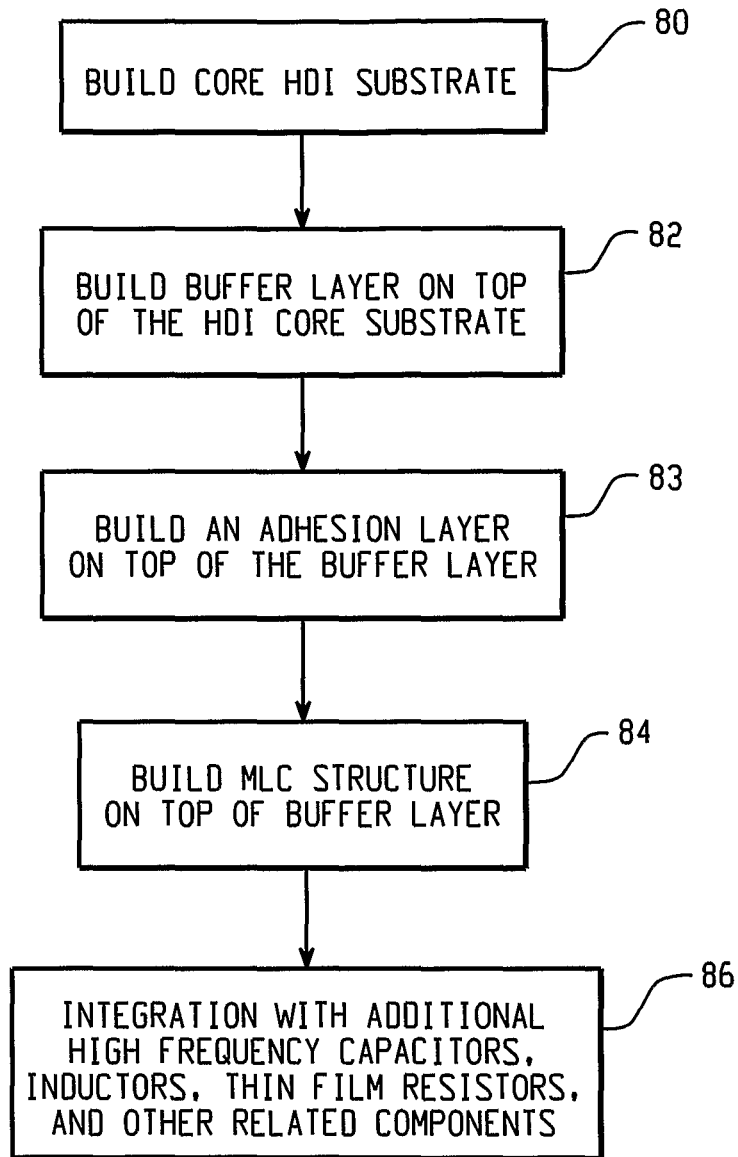 80
BUILD CORE HDI SUBSTRATE
82
BUILD BUFFER LAYER ON TOP
OF THE HDI CORE SUBSTRATE
83
BUILD AN ADHESION LAYER
ON TOP OF THE BUFFER LAYER
84
BUILD MLC STRUCTURE
ON TOP OF BUFFER LAYER
86
INTEGRATION WITH ADDITIONAL
HIGH FREQUENCY CAPACITORS,
INDUCTORS, THIN FILM RESISTORS,
AND OTHER RELATED COMPONENTS